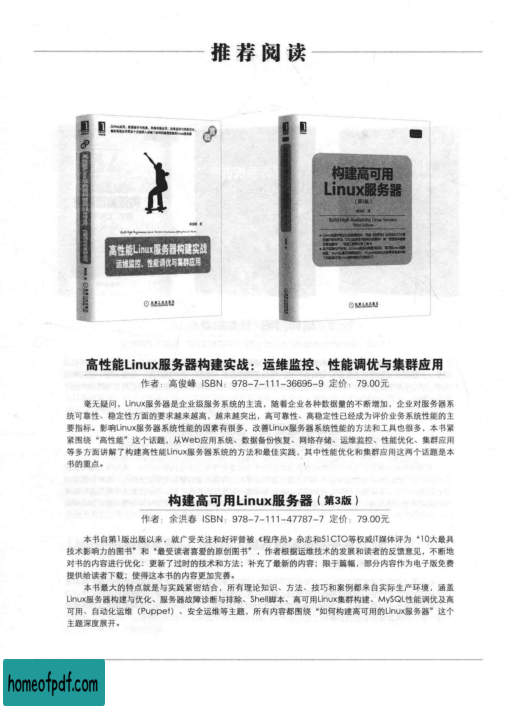 推荐阅读
构建高可用
Linux服务器
(第3版)
高性能Linux服务器构建实战
运维监控、性能调优与集群应用
高性能Linux服务器构建实战：运维监控、性能调优与集群应用
作者：高俊峰 ISBN：978-7-111-36695-9 定价：79.00元
毫无疑问，Linux服务器是企业级服务系统的主流，随着企业各种数据量的不断增加，企业对服务器系
统可靠性、稳定性方面的要求越来越高，越来越突出，高可靠性、高稳定性已经成为评价业务系统性能的主
要指标。影响Linux服务器系统性能的因素有很多，改善Linux服务器系统性能的方法和工具也很多，本书紧
紧围绕“高性能”这个话题，从Web应用系统、数据备份恢复、网络存储、运维监控、性能优化、集群应用
等多方面讲解了构建高性能Linux服务器系统的方法和最佳实践，其中性能优化和集群应用这两个话题是本
书的重点。
构建高可用Linux服务器（第3版）
作者：余洪春 ISBN：978-7-111-47787-7 定价：79.00元
本书自第1版出版以来，就广受关注和好评曾被《程序员》杂志和51CTO等权威IT媒体评为“10大最具
技术影响力的图书”和“最受读者喜爱的原创图书”，作者根据运维技术的发展和读者的反馈意见，不断地
对书的内容进行优化：更新了过时的技术和方法；补充了最新的内容；限于篇幅，部分内容作为电子版免费
提供给读者下载；使得这本书的内容更加完善。
本书最大的特点就是与实践紧密结合，所有理论知识、方法、技巧和案例都来自实际生产环境，涵盖
Linux服务器构建与优化、服务器故障诊断与排除、Shell脚本、高可用Linux集群构建、MySQL性能调优及高
可用、自动化运维（Puppet）、安全运维等主题，所有内容都围绕“如何构建高可用的Linux服务器”这个
主题深度展开。
homeofpdf.com